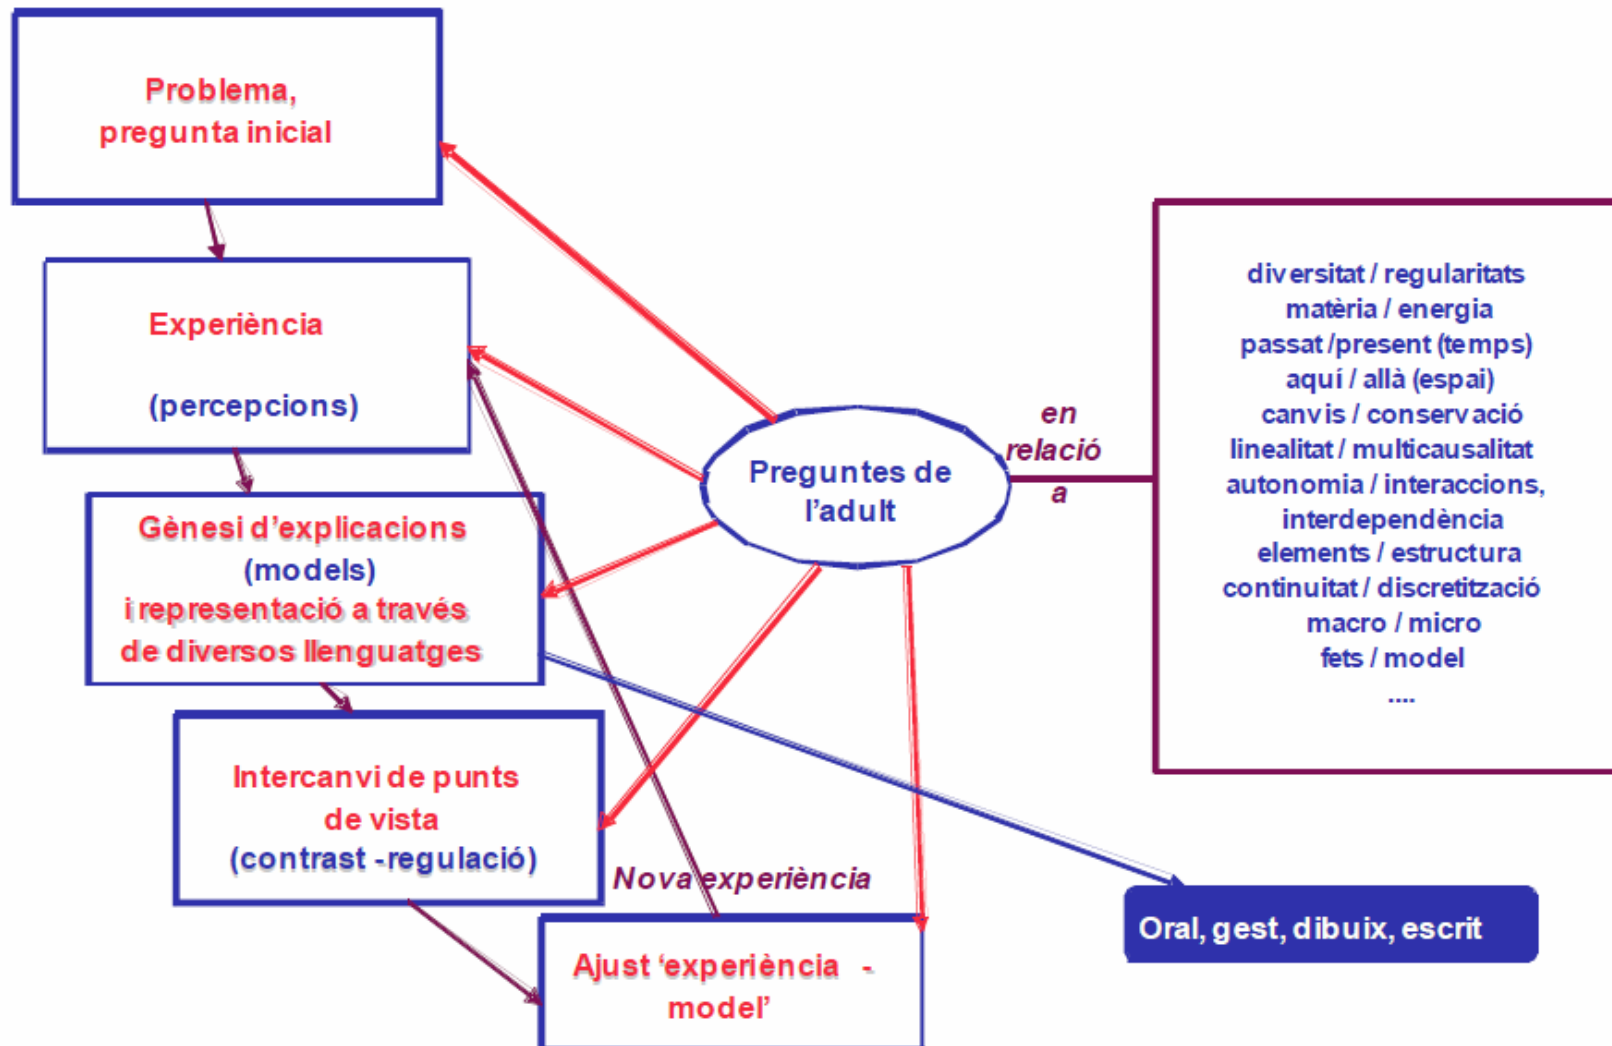 Problema,
pregunta inicial
Experiència
(percepcions)
Gènesi d’explicacions
(models)
i representació a través
de diversos llenguatges
Intercanvi de punts
de vista
(contrast -regulació)
Nova experiència
Ajust ‘experiència -
model’
Preguntes de
l’adult
en
relació
a
diversitat / regularitats
matèria / energia
passat /present (temps)
aquí / allà (espai)
canvis / conservació
linealitat / multicausalitat
autonomia / interaccions,
interdependència
elements / estructura
continuitat / discretització
macro / micro
fets / model
....
Oral, gest, dibuix, escrit